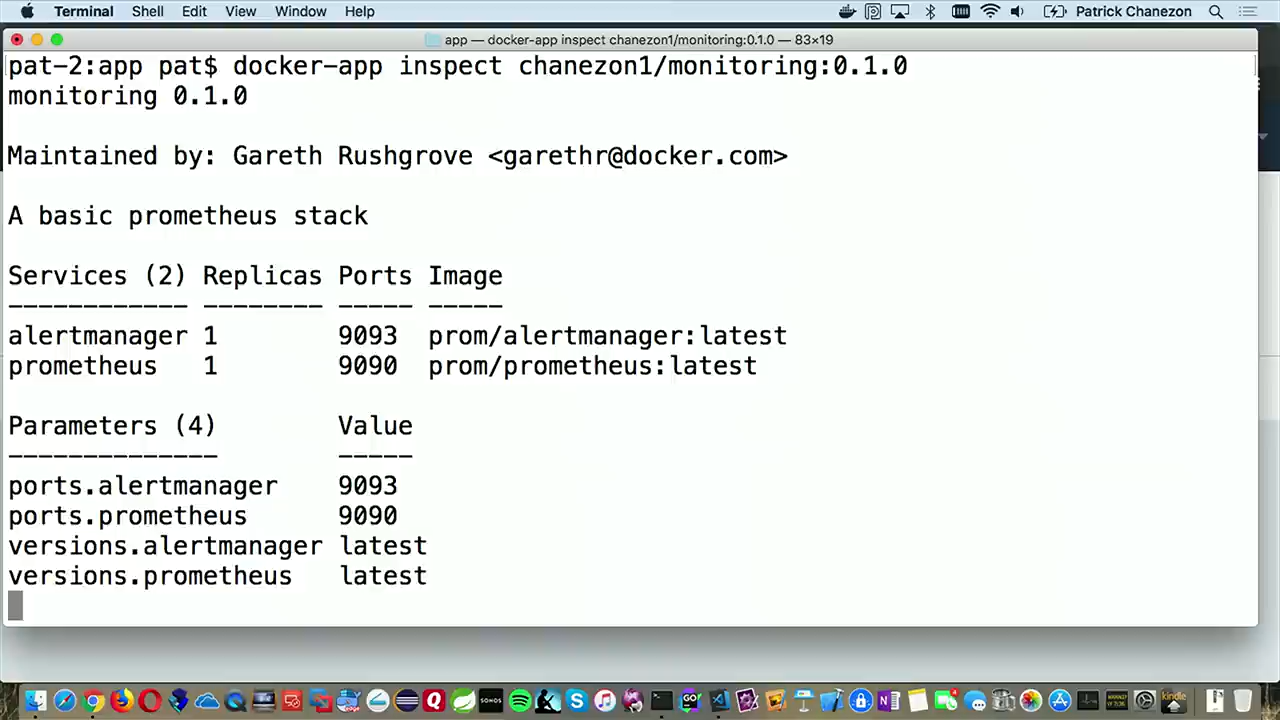 Terminal Shell Edit View Window Help Patrick Chanezon
app — docker-app inspect chanezon1/monitoring:0.1.0 — 83×19
pat-2:app pat$ docker-app inspect chanezon1/monitoring:0.1.0
monitoring 0.1.0
Maintained by: Gareth Rushgrove <garethr@docker.com>
A basic prometheus stack
Services (2) Replicas Ports Image
------------ -------- ----- -----
alertmanager 1 9093 prom/alertmanager:latest
prometheus 1 9090 prom/prometheus:latest
Parameters (4) Value
-------------- -----
ports.alertmanager 9093
ports.prometheus 9090
versions.alertmanager latest
versions.prometheus latest
SONOS GO kindle